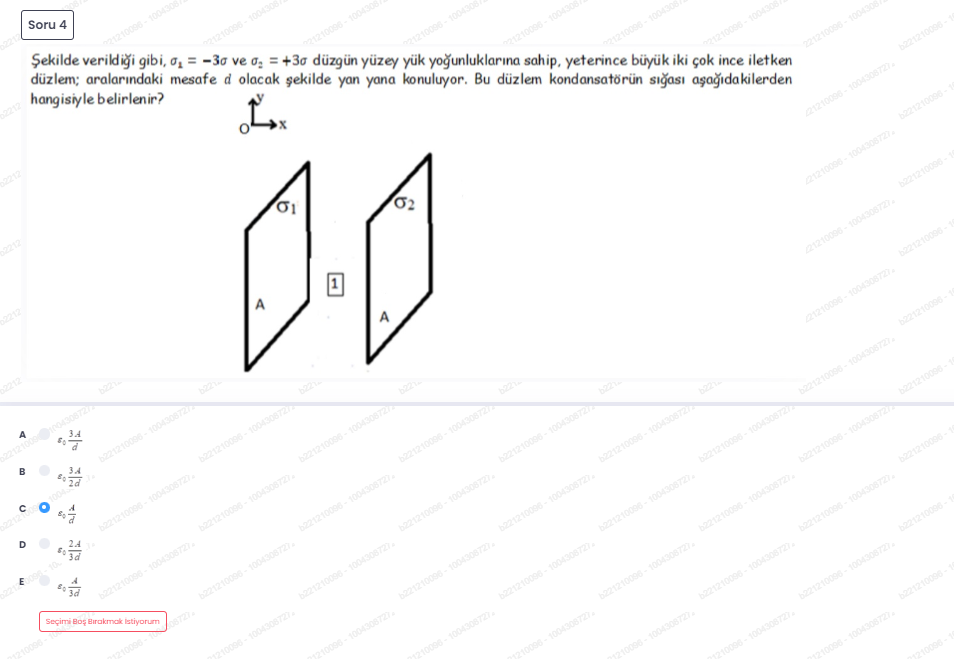 Soru 4
Şekilde verildiği gibi, σ₁ = −3σ ve σ₂ = +3σ düzgün yüzey yük yoğunluklarına sahip, yeterince büyük iki çok ince iletken
düzlem; aralarındaki mesafe d olacak şekilde yan yana konuluyor. Bu düzlem kondansatörün sığası aşağıdakilerden
hangisiyle belirlenir?
y
O x
σ1 σ2
1
A A
A ε₀ 3A/d
B ε₀ 3A/2d
C ε₀ A/d
D ε₀ 2A/3d
E ε₀ A/3d
Seçimi Boş Bırakmak İstiyorum